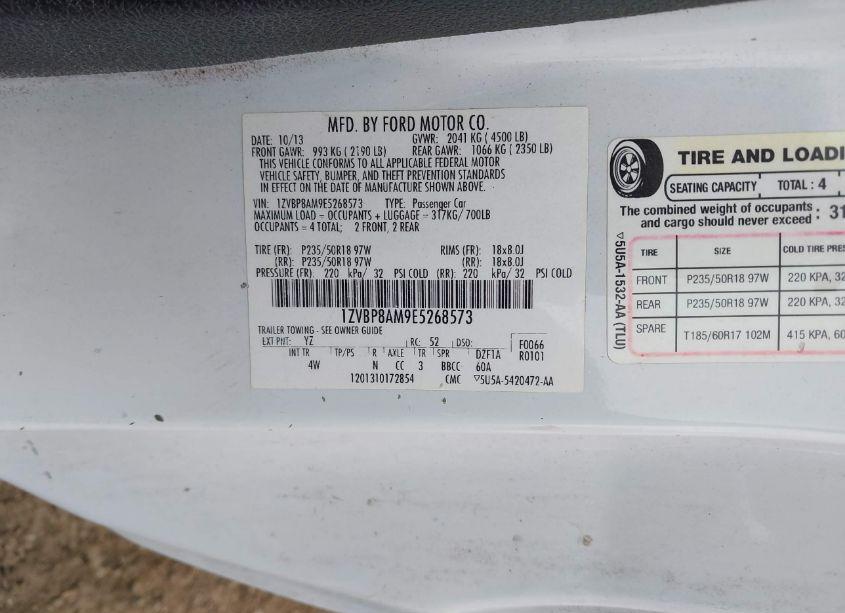 MFD. BY FORD MOTOR CO.
DATE: 10/13 GVWR: 2041 KG ( 4500 LB)
FRONT GAWR: 993 KG ( 2190 LB) REAR GAWR: 1066 KG ( 2350 LB)
THIS VEHICLE CONFORMS TO ALL APPLICABLE FEDERAL MOTOR
VEHICLE SAFETY, BUMPER, AND THEFT PREVENTION STANDARDS
IN EFFECT ON THE DATE OF MANUFACTURE SHOWN ABOVE.
VIN: 1ZVBP8AM9E5268573 TYPE: Passenger Car
MAXIMUM LOAD = OCCUPANTS + LUGGAGE = 317KG/ 700LB
OCCUPANTS = 4 TOTAL; 2 FRONT, 2 REAR
TIRE (FR): P235/50R18 97W RIMS (FR): 18x8.0J
(RR): P235/50R18 97W (RR): 18x8.0J
PRESSURE (FR): 220 kPa/ 32 PSI COLD (RR): 220 kPa/ 32 PSI COLD
1ZVBP8AM9E5268573
TRAILER TOWING - SEE OWNER GUIDE
EXT PNT: YZ RC: 52 DSO: F0066
INT TR TP/PS R AXLE TR SPR DZF1A R0101
4W N CC 3 BBCC 60A
1201310172854 CMC ▽5U5A-5420472-AA
TIRE AND LOADI
SEATING CAPACITY TOTAL : 4
The combined weight of occupants
and cargo should never exceed : 31
TIRE SIZE COLD TIRE PRES
FRONT P235/50R18 97W 220 KPA, 32
REAR P235/50R18 97W 220 KPA, 32
SPARE T185/60R17 102M 415 KPA, 60
▽5U5A-1532-AA (TLU)